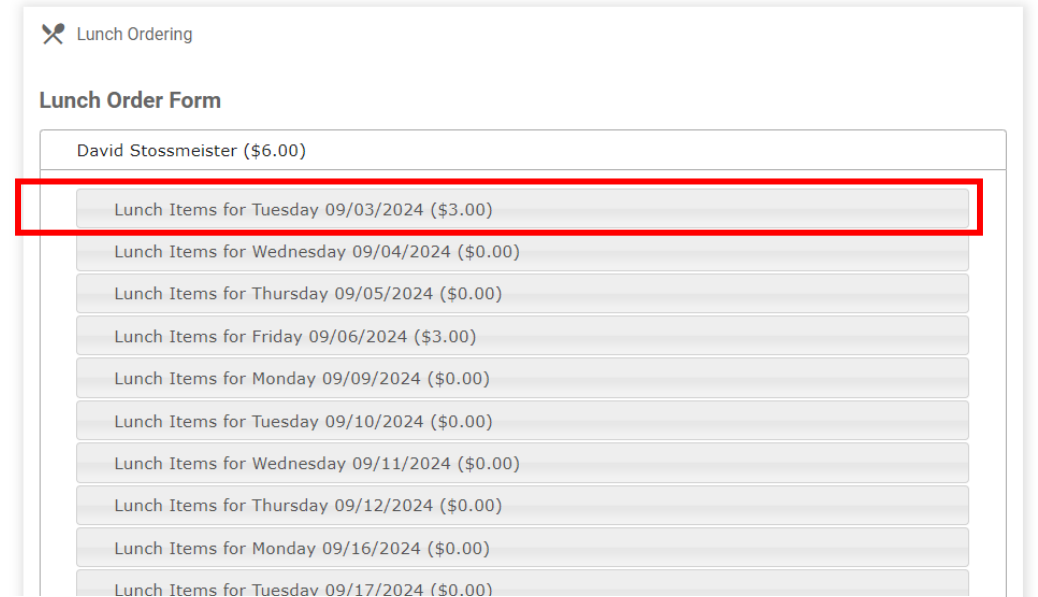 Lunch Ordering
Lunch Order Form
David Stossmeister ($6.00)
Lunch Items for Tuesday 09/03/2024 ($3.00)
Lunch Items for Wednesday 09/04/2024 ($0.00)
Lunch Items for Thursday 09/05/2024 ($0.00)
Lunch Items for Friday 09/06/2024 ($3.00)
Lunch Items for Monday 09/09/2024 ($0.00)
Lunch Items for Tuesday 09/10/2024 ($0.00)
Lunch Items for Wednesday 09/11/2024 ($0.00)
Lunch Items for Thursday 09/12/2024 ($0.00)
Lunch Items for Monday 09/16/2024 ($0.00)
Lunch Items for Tuesday 09/17/2024 ($0.00)